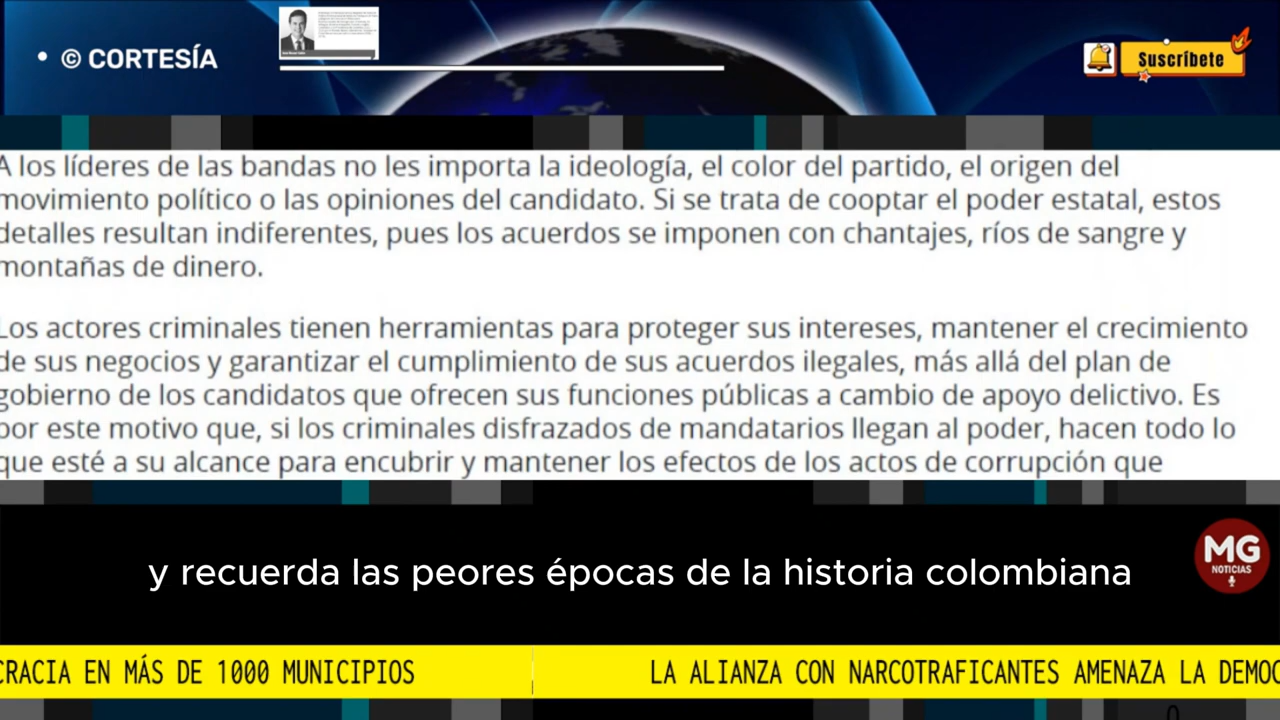 • © CORTESÍA
Suscríbete
A los líderes de las bandas no les importa la ideología, el color del partido, el origen del
movimiento político o las opiniones del candidato. Si se trata de cooptar el poder estatal, estos
detalles resultan indiferentes, pues los acuerdos se imponen con chantajes, ríos de sangre y
montañas de dinero.
Los actores criminales tienen herramientas para proteger sus intereses, mantener el crecimiento
de sus negocios y garantizar el cumplimiento de sus acuerdos ilegales, más allá del plan de
gobierno de los candidatos que ofrecen sus funciones públicas a cambio de apoyo delictivo. Es
por este motivo que, si los criminales disfrazados de mandatarios llegan al poder, hacen todo lo
que esté a su alcance para encubrir y mantener los efectos de los actos de corrupción que
MG
NOTICIAS
y recuerda las peores épocas de la historia colombiana
CRACIA EN MÁS DE 1000 MUNICIPIOS LA ALIANZA CON NARCOTRAFICANTES AMENAZA LA DEMOC